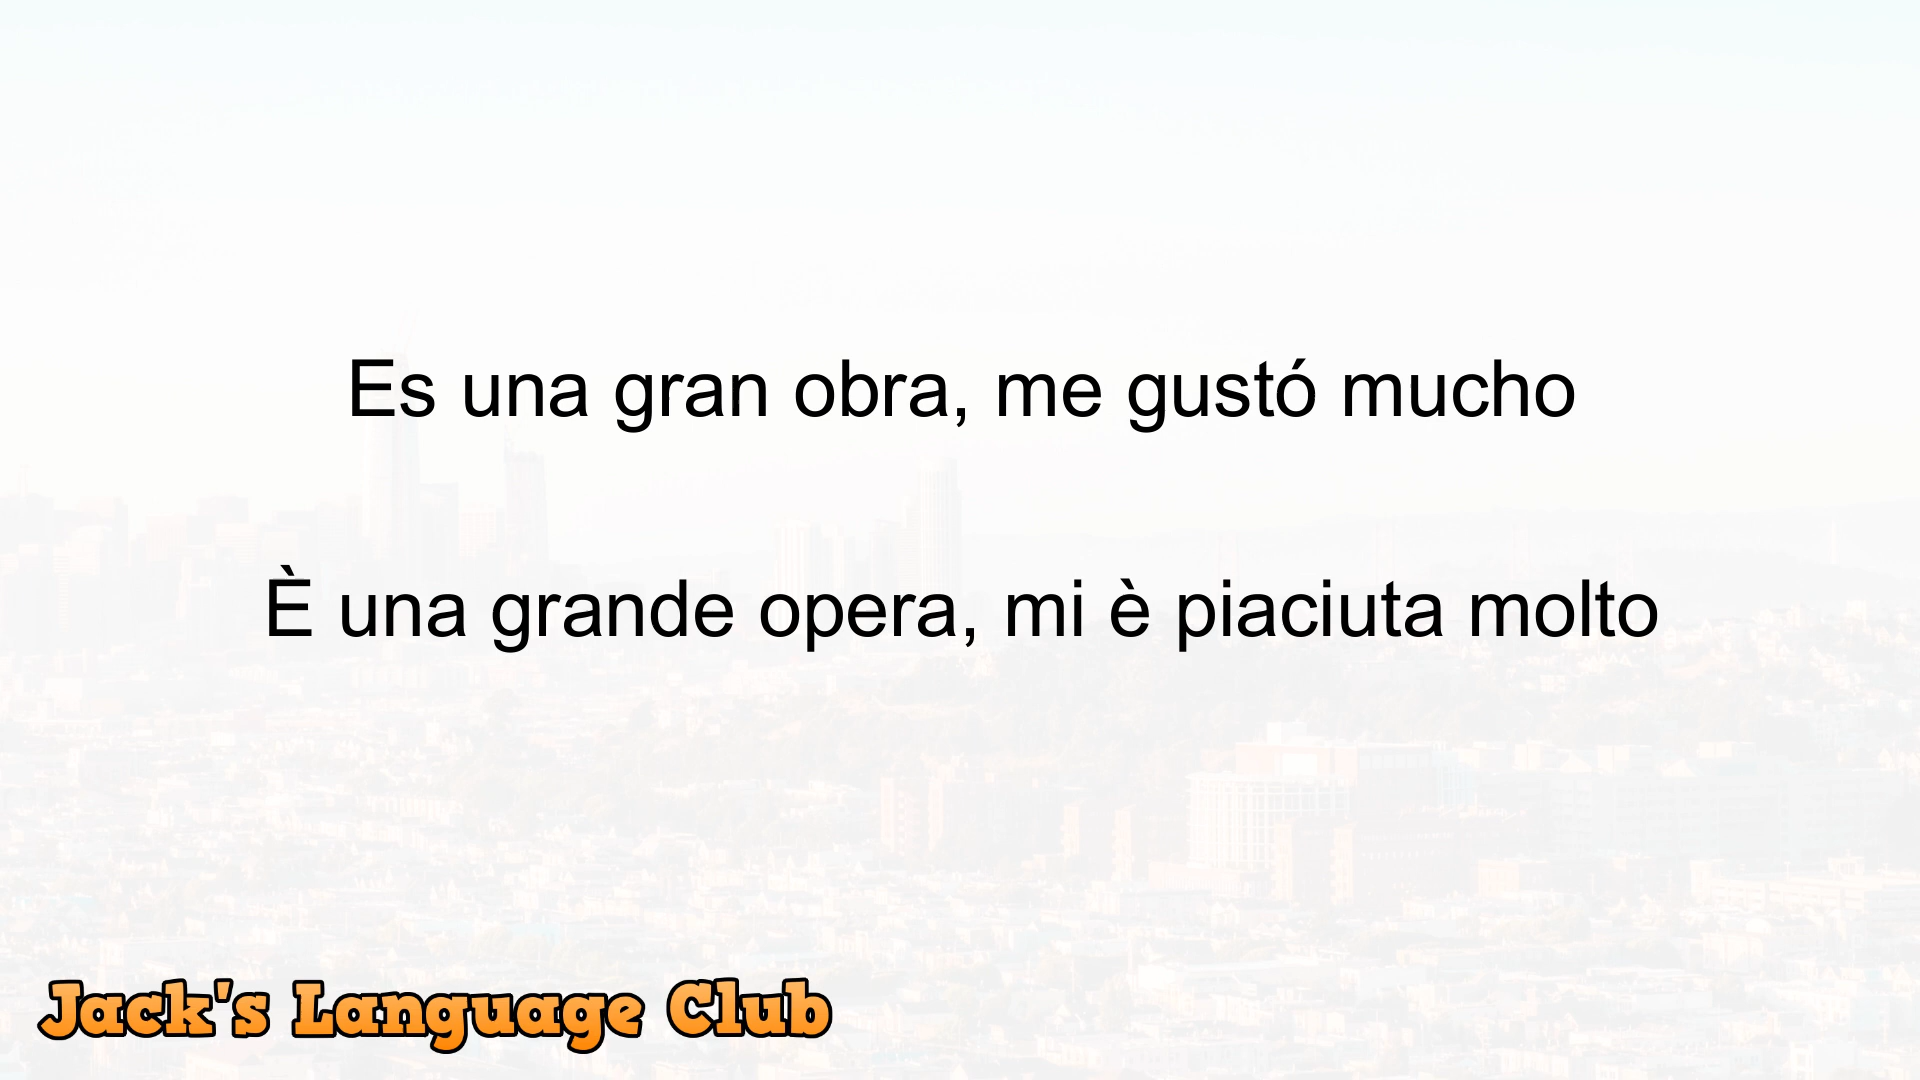 Es una gran obra, me gustó mucho
È una grande opera, mi è piaciuta molto
Jack's Language Club